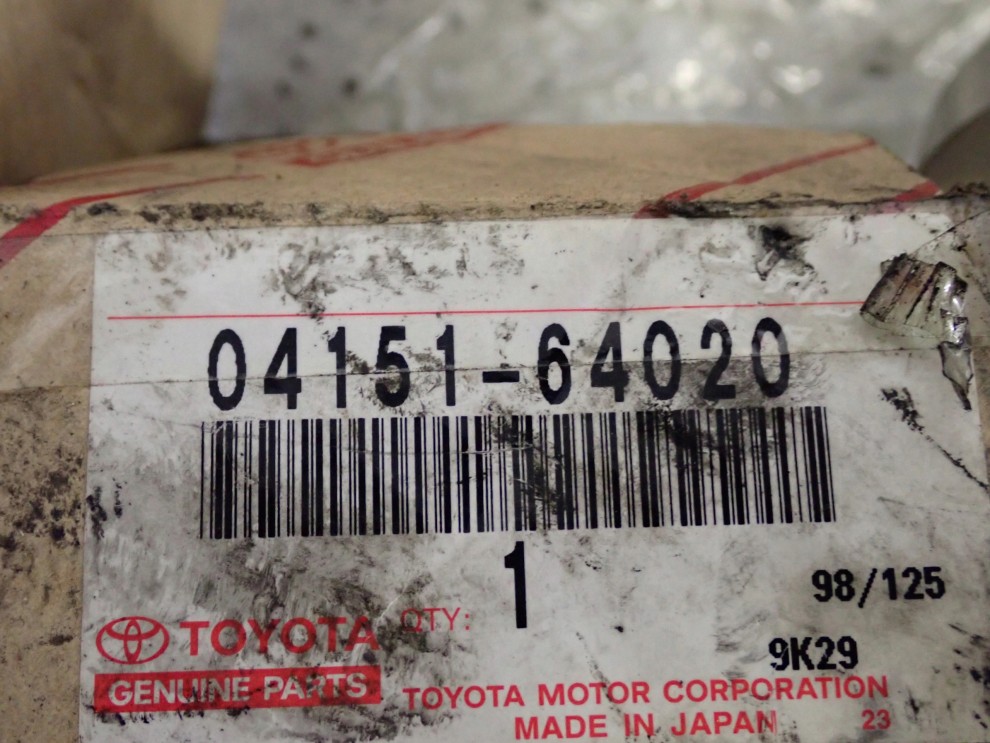 04151-64020
1
QTY:
98/125
TOYOTA
9K29
GENUINE PARTS
TOYOTA MOTOR CORPORATION
MADE IN JAPAN 23